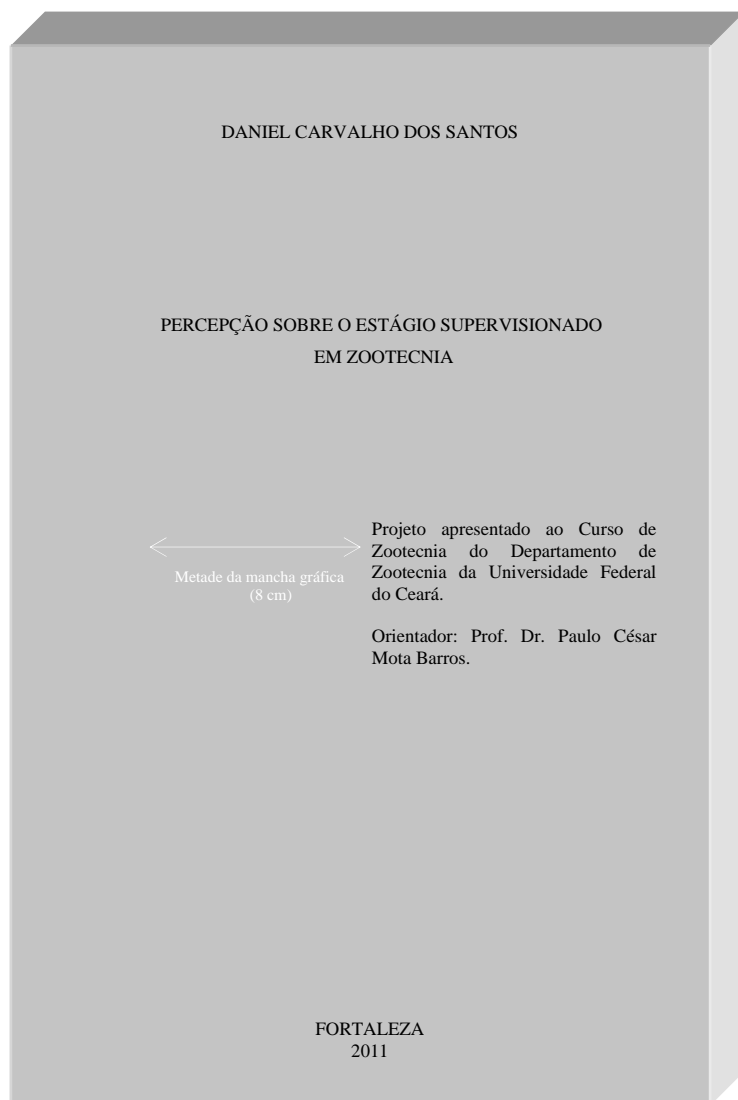 DANIEL CARVALHO DOS SANTOS
PERCEPÇÃO SOBRE O ESTÁGIO SUPERVISIONADO
EM ZOOTECNIA
Metade da mancha gráfica
(8 cm)
Projeto apresentado ao Curso de
Zootecnia do Departamento de
Zootecnia da Universidade Federal
do Ceará.
Orientador: Prof. Dr. Paulo César
Mota Barros.
FORTALEZA
2011